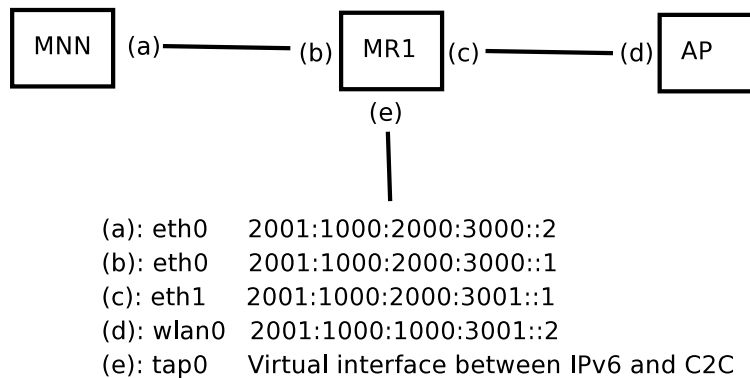 MNN (a) (b) MR1 (c) (d) AP
(e)
(a): eth0 2001:1000:2000:3000::2
(b): eth0 2001:1000:2000:3000::1
(c): eth1 2001:1000:2000:3001::1
(d): wlan0 2001:1000:1000:3001::2
(e): tap0 Virtual interface between IPv6 and C2C